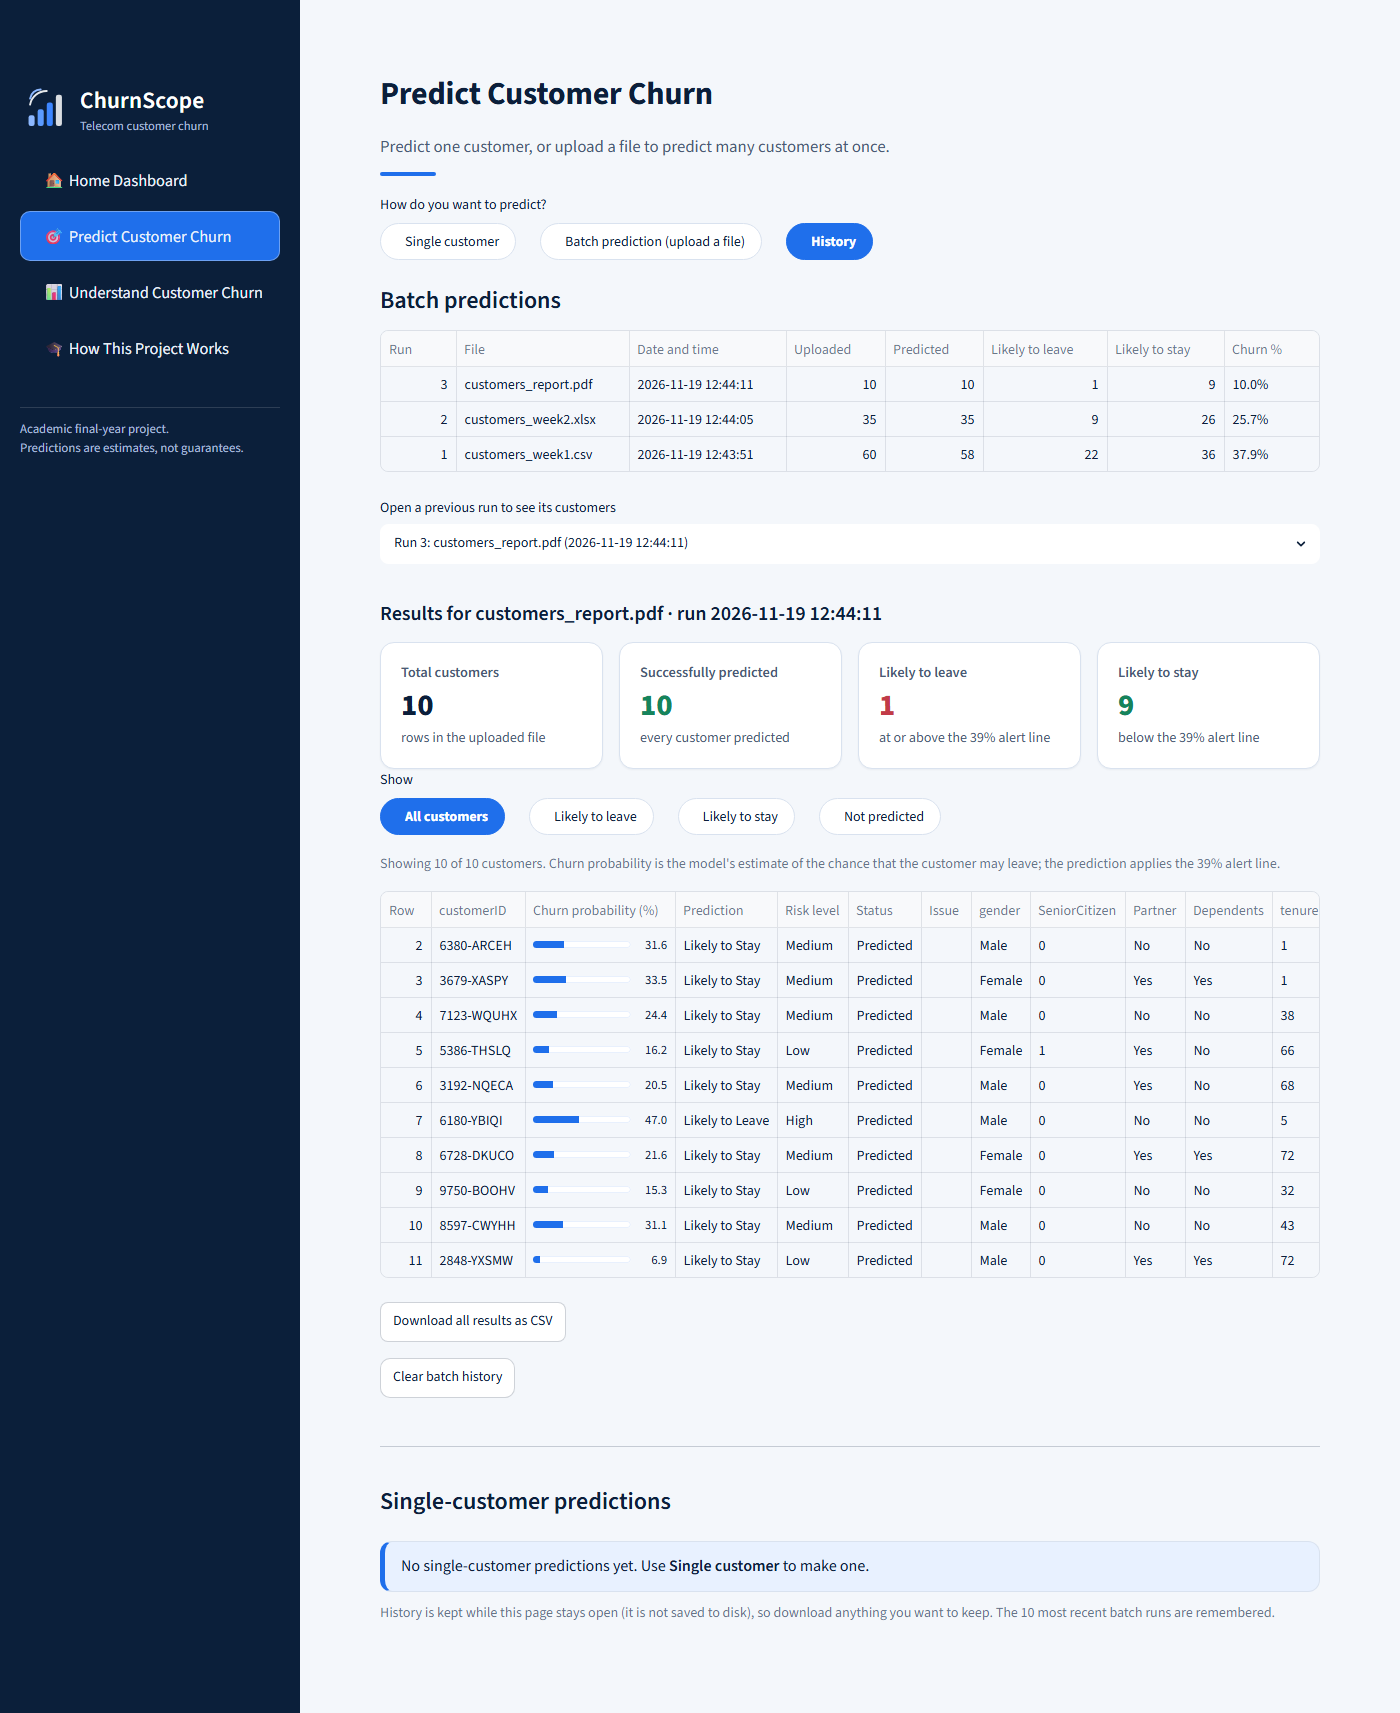 ChurnScope
Telecom customer churn
Home Dashboard
Predict Customer Churn
Understand Customer Churn
How This Project Works
Academic final-year project.
Predictions are estimates, not guarantees.
Predict Customer Churn
Predict one customer, or upload a file to predict many customers at once.
How do you want to predict?
Single customer Batch prediction (upload a file) History
Batch predictions
Run File Date and time Uploaded Predicted Likely to leave Likely to stay Churn %
3 customers_report.pdf 2026-11-19 12:44:11 10 10 1 9 10.0%
2 customers_week2.xlsx 2026-11-19 12:44:05 35 35 9 26 25.7%
1 customers_week1.csv 2026-11-19 12:43:51 60 58 22 36 37.9%
Open a previous run to see its customers
Run 3: customers_report.pdf (2026-11-19 12:44:11)
Results for customers_report.pdf · run 2026-11-19 12:44:11
Total customers Successfully predicted Likely to leave Likely to stay
10 10 1 9
rows in the uploaded file every customer predicted at or above the 39% alert line below the 39% alert line
Show
All customers Likely to leave Likely to stay Not predicted
Showing 10 of 10 customers. Churn probability is the model's estimate of the chance that the customer may leave; the prediction applies the 39% alert line.
Row customerID Churn probability (%) Prediction Risk level Status Issue gender SeniorCitizen Partner Dependents tenure
2 6380-ARCEH 31.6 Likely to Stay Medium Predicted Male 0 No No 1
3 3679-XASPY 33.5 Likely to Stay Medium Predicted Female 0 Yes Yes 1
4 7123-WQUHX 24.4 Likely to Stay Medium Predicted Male 0 No No 38
5 5386-THSLQ 16.2 Likely to Stay Low Predicted Female 1 Yes No 66
6 3192-NQECA 20.5 Likely to Stay Medium Predicted Male 0 Yes No 68
7 6180-YBIQI 47.0 Likely to Leave High Predicted Male 0 No No 5
8 6728-DKUCO 21.6 Likely to Stay Medium Predicted Female 0 Yes Yes 72
9 9750-BOOHV 15.3 Likely to Stay Low Predicted Female 0 No No 32
10 8597-CWYHH 31.1 Likely to Stay Medium Predicted Male 0 No No 43
11 2848-YXSMW 6.9 Likely to Stay Low Predicted Male 0 Yes Yes 72
Download all results as CSV
Clear batch history
Single-customer predictions
No single-customer predictions yet. Use Single customer to make one.
History is kept while this page stays open (it is not saved to disk), so download anything you want to keep. The 10 most recent batch runs are remembered.